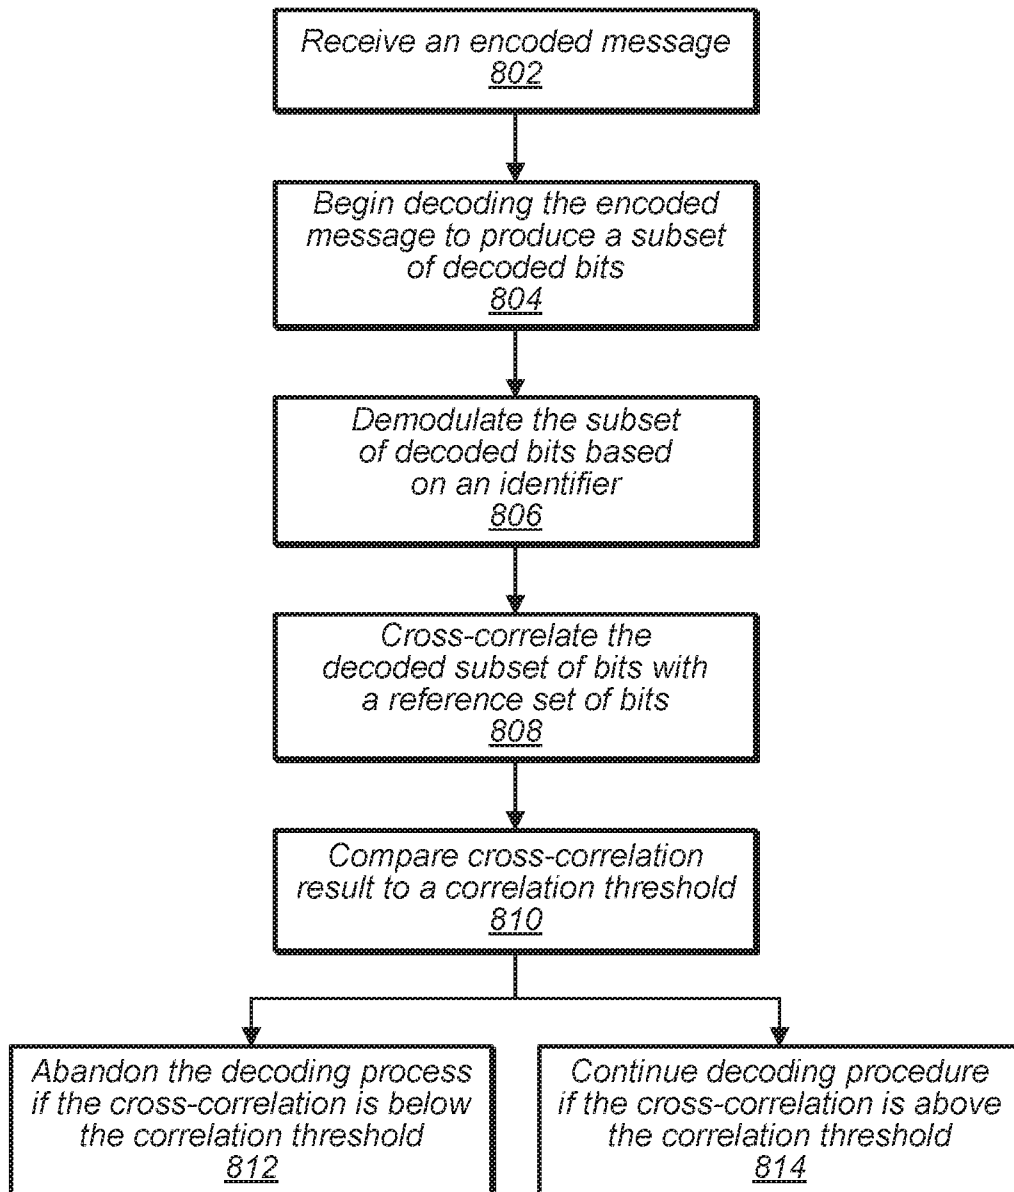 Receive an encoded message
802
Begin decoding the encoded
message to produce a subset
of decoded bits
804
Demodulate the subset
of decoded bits based
on an identifier
806
Cross-correlate the
decoded subset of bits with
a reference set of bits
808
Compare cross-correlation
result to a correlation threshold
810
Abandon the decoding process
if the cross-correlation is below
the correlation threshold
812
Continue decoding procedure
if the cross-correlation is above
the correlation threshold
814